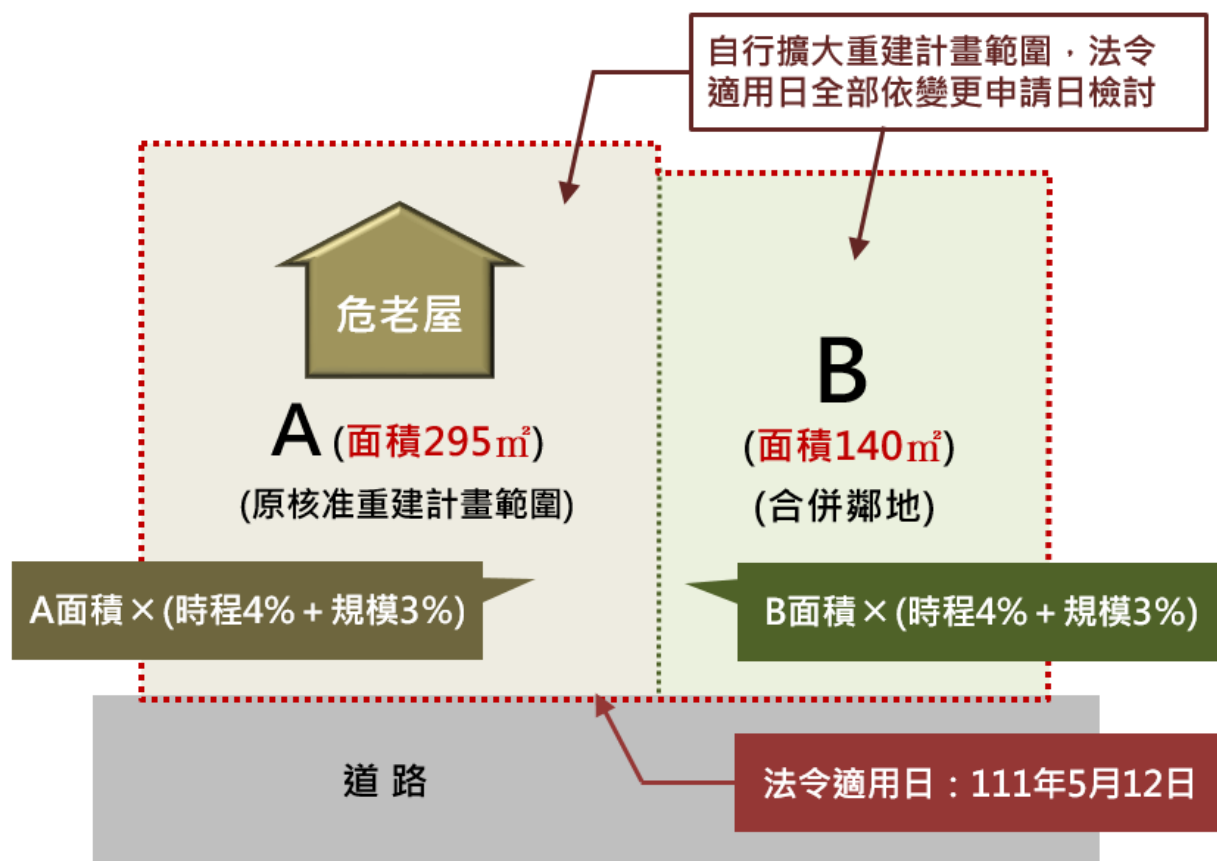 自行擴大重建計畫範圍，法令
適用日全部依變更申請日檢討
危老屋
A (面積295㎡)
(原核准重建計畫範圍)
B
(面積140㎡)
(合併鄰地)
A面積×(時程4%＋規模3%)
B面積×(時程4%＋規模3%)
道 路
法令適用日：111年5月12日